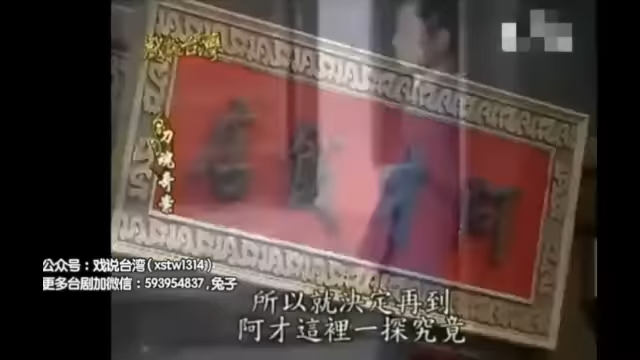 戲說台灣
刀魂奇案
公众号：戏说台湾（xstw1314）
更多台剧加微信：593954837,兔子
所以就決定再到
阿才這裡一探究竟